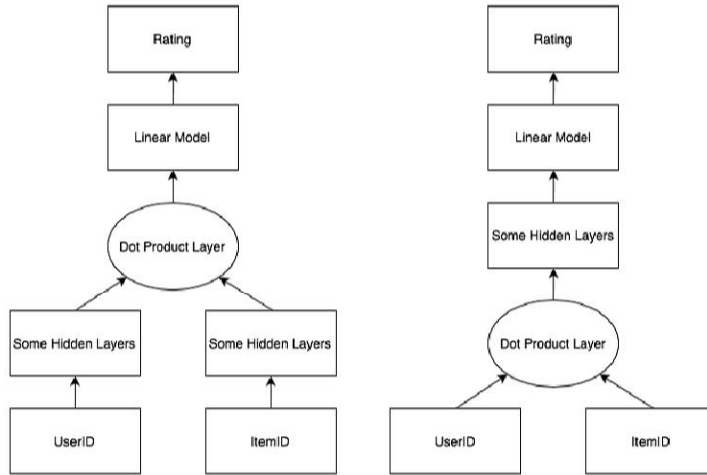 Rating
Linear Model
Dot Product Layer
Some Hidden Layers
Some Hidden Layers
UserID
ItemID
Rating
Linear Model
Some Hidden Layers
Dot Product Layer
UserID
ItemID